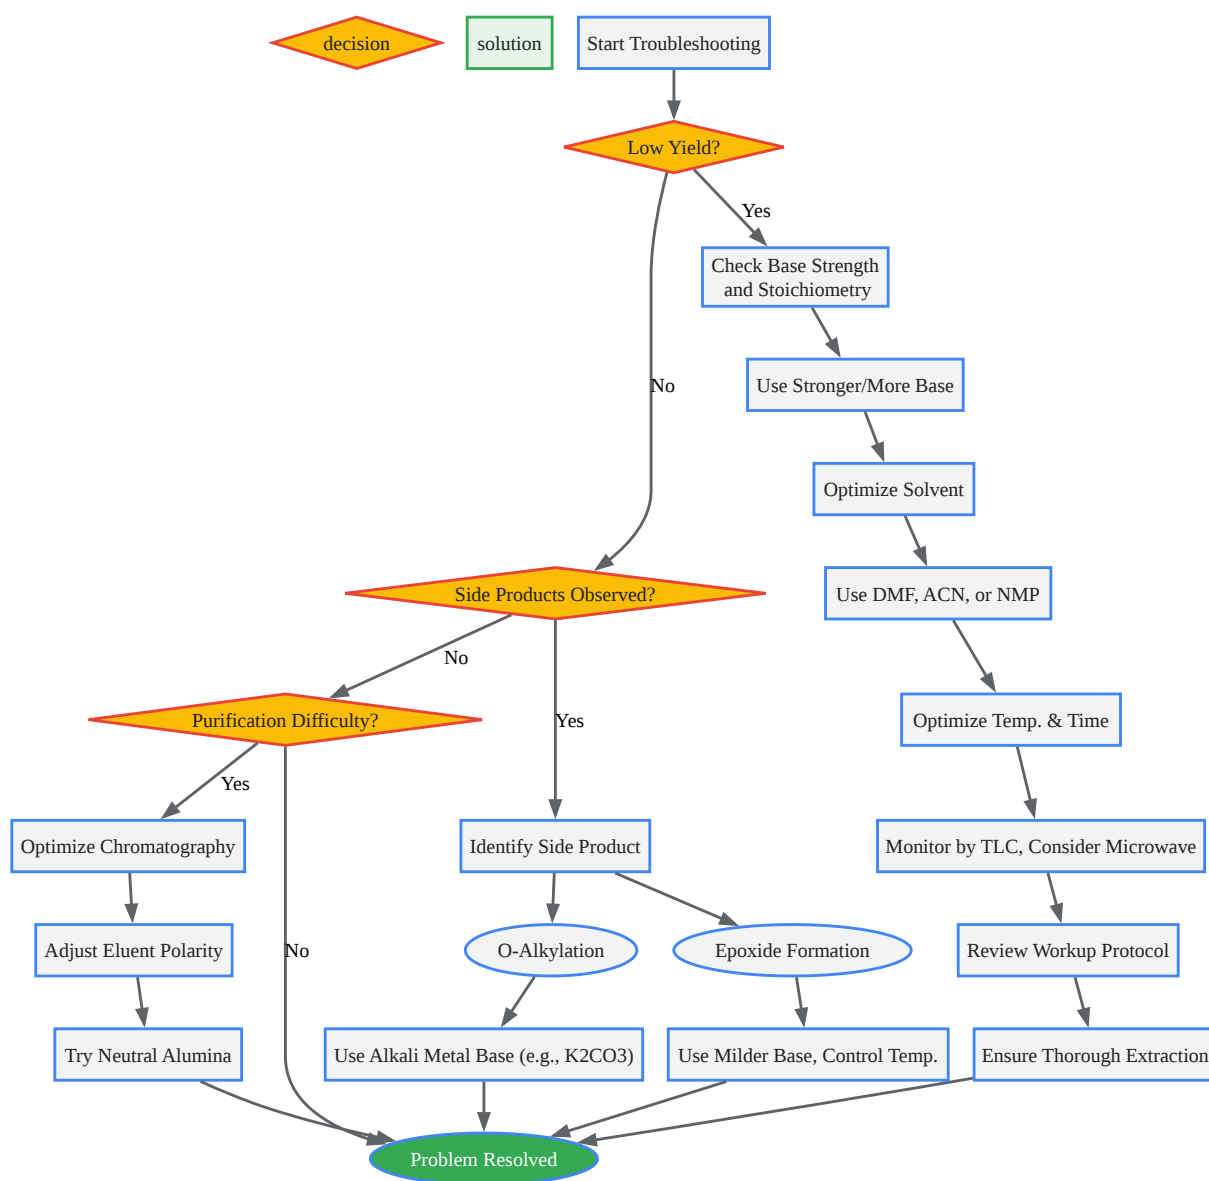 decision
solution
Start Troubleshooting
Low Yield?
Yes
Check Base Strength
and Stoichiometry
No
Use Stronger/More Base
Optimize Solvent
Side Products Observed?
Use DMF, ACN, or NMP
No
Purification Difficulty?
Yes
Optimize Temp. & Time
Yes
Optimize Chromatography
Identify Side Product
Monitor by TLC, Consider Microwave
Adjust Eluent Polarity
No
O-Alkylation
Epoxide Formation
Review Workup Protocol
Try Neutral Alumina
Use Alkali Metal Base (e.g., K2CO3)
Use Milder Base, Control Temp.
Ensure Thorough Extraction
Problem Resolved